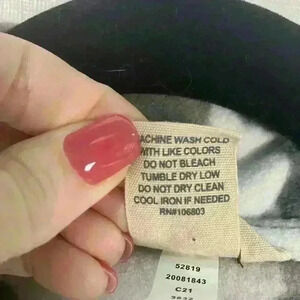 ACHINE WASH COLD
WITH LIKE COLORS
DO NOT BLEACH
TUMBLE DRY LOW
DO NOT DRY CLEAN
COOL IRON IF NEEDED
RN#106803
52819
20081843
C21